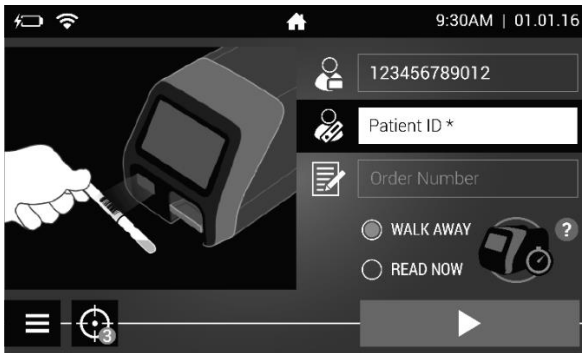 9:30AM | 01.01.16
123456789012
Patient ID *
Order Number
WALK AWAY
?
READ NOW
3